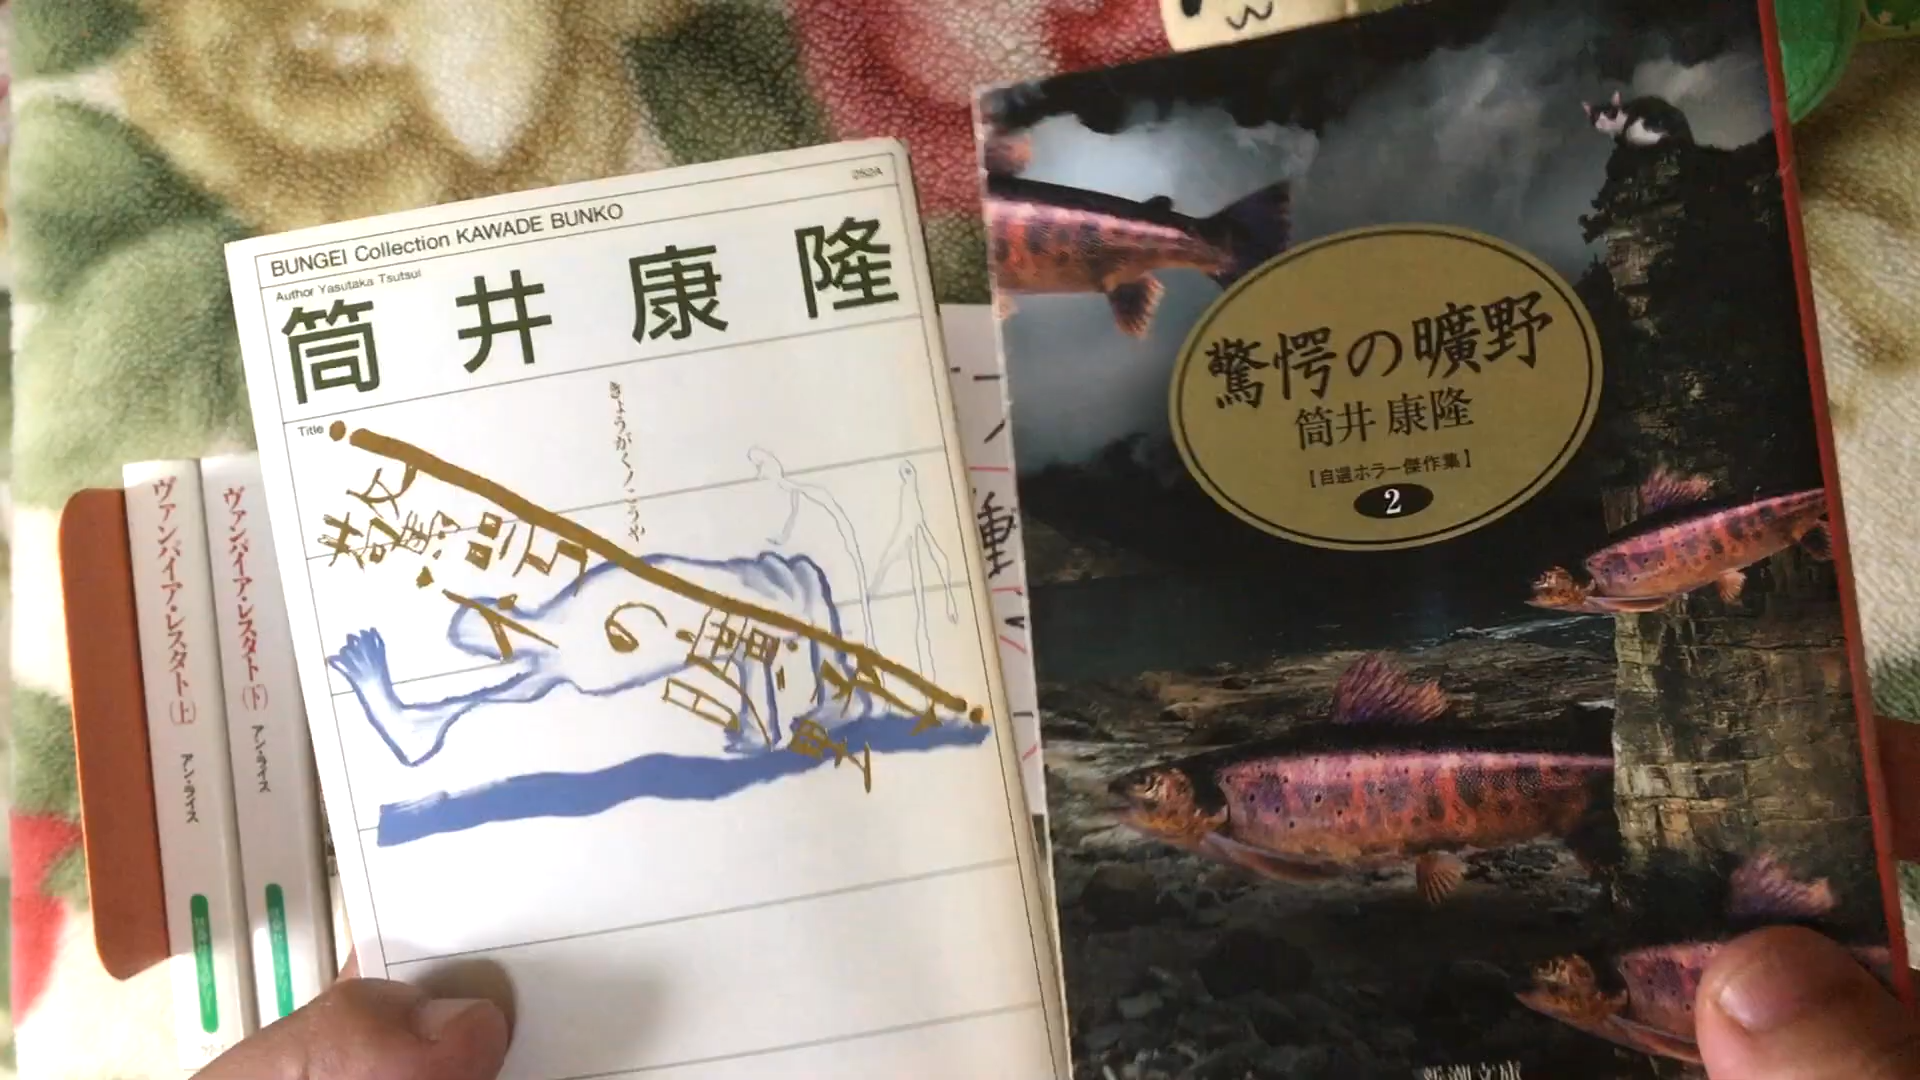 BUNGEI Collection KAWADE BUNKO
Author Yasutaka Tsutsui
筒井康隆
Title
きょうがくノこうや
驚愕の曠野
驚愕の曠野
筒井康隆
【自選ホラー傑作集】
2
新潮文庫
ヴァンパイア・レスタト(上)
アン・ライス
ヴァンパイア・レスタト(下)
アン・ライス